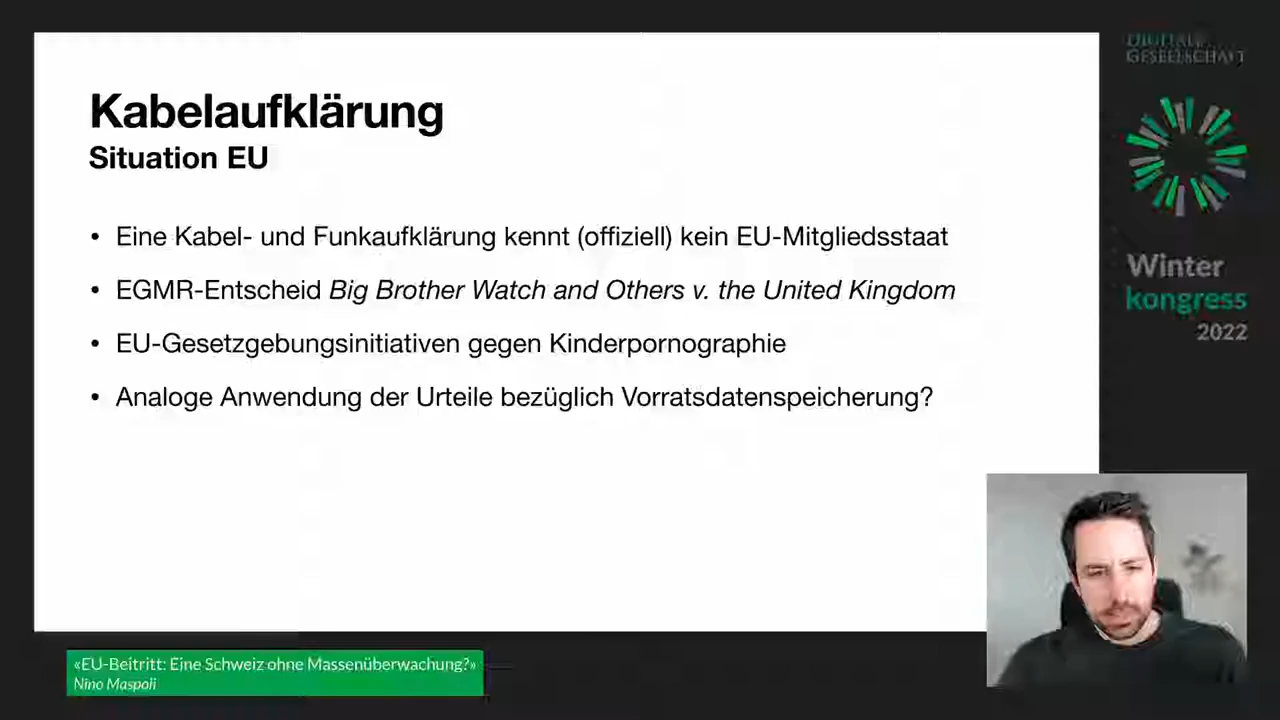 Kabelaufklärung
Situation EU
• Eine Kabel- und Funkaufklärung kennt (offiziell) kein EU-Mitgliedsstaat
• EGMR-Entscheid Big Brother Watch and Others v. the United Kingdom
• EU-Gesetzgebungsinitiativen gegen Kinderpornographie
• Analoge Anwendung der Urteile bezüglich Vorratsdatenspeicherung?
DIGITALE
GESELLSCHAFT
Winter
kongress
2022
«EU-Beitritt: Eine Schweiz ohne Massenüberwachung?»
Nino Maspoli